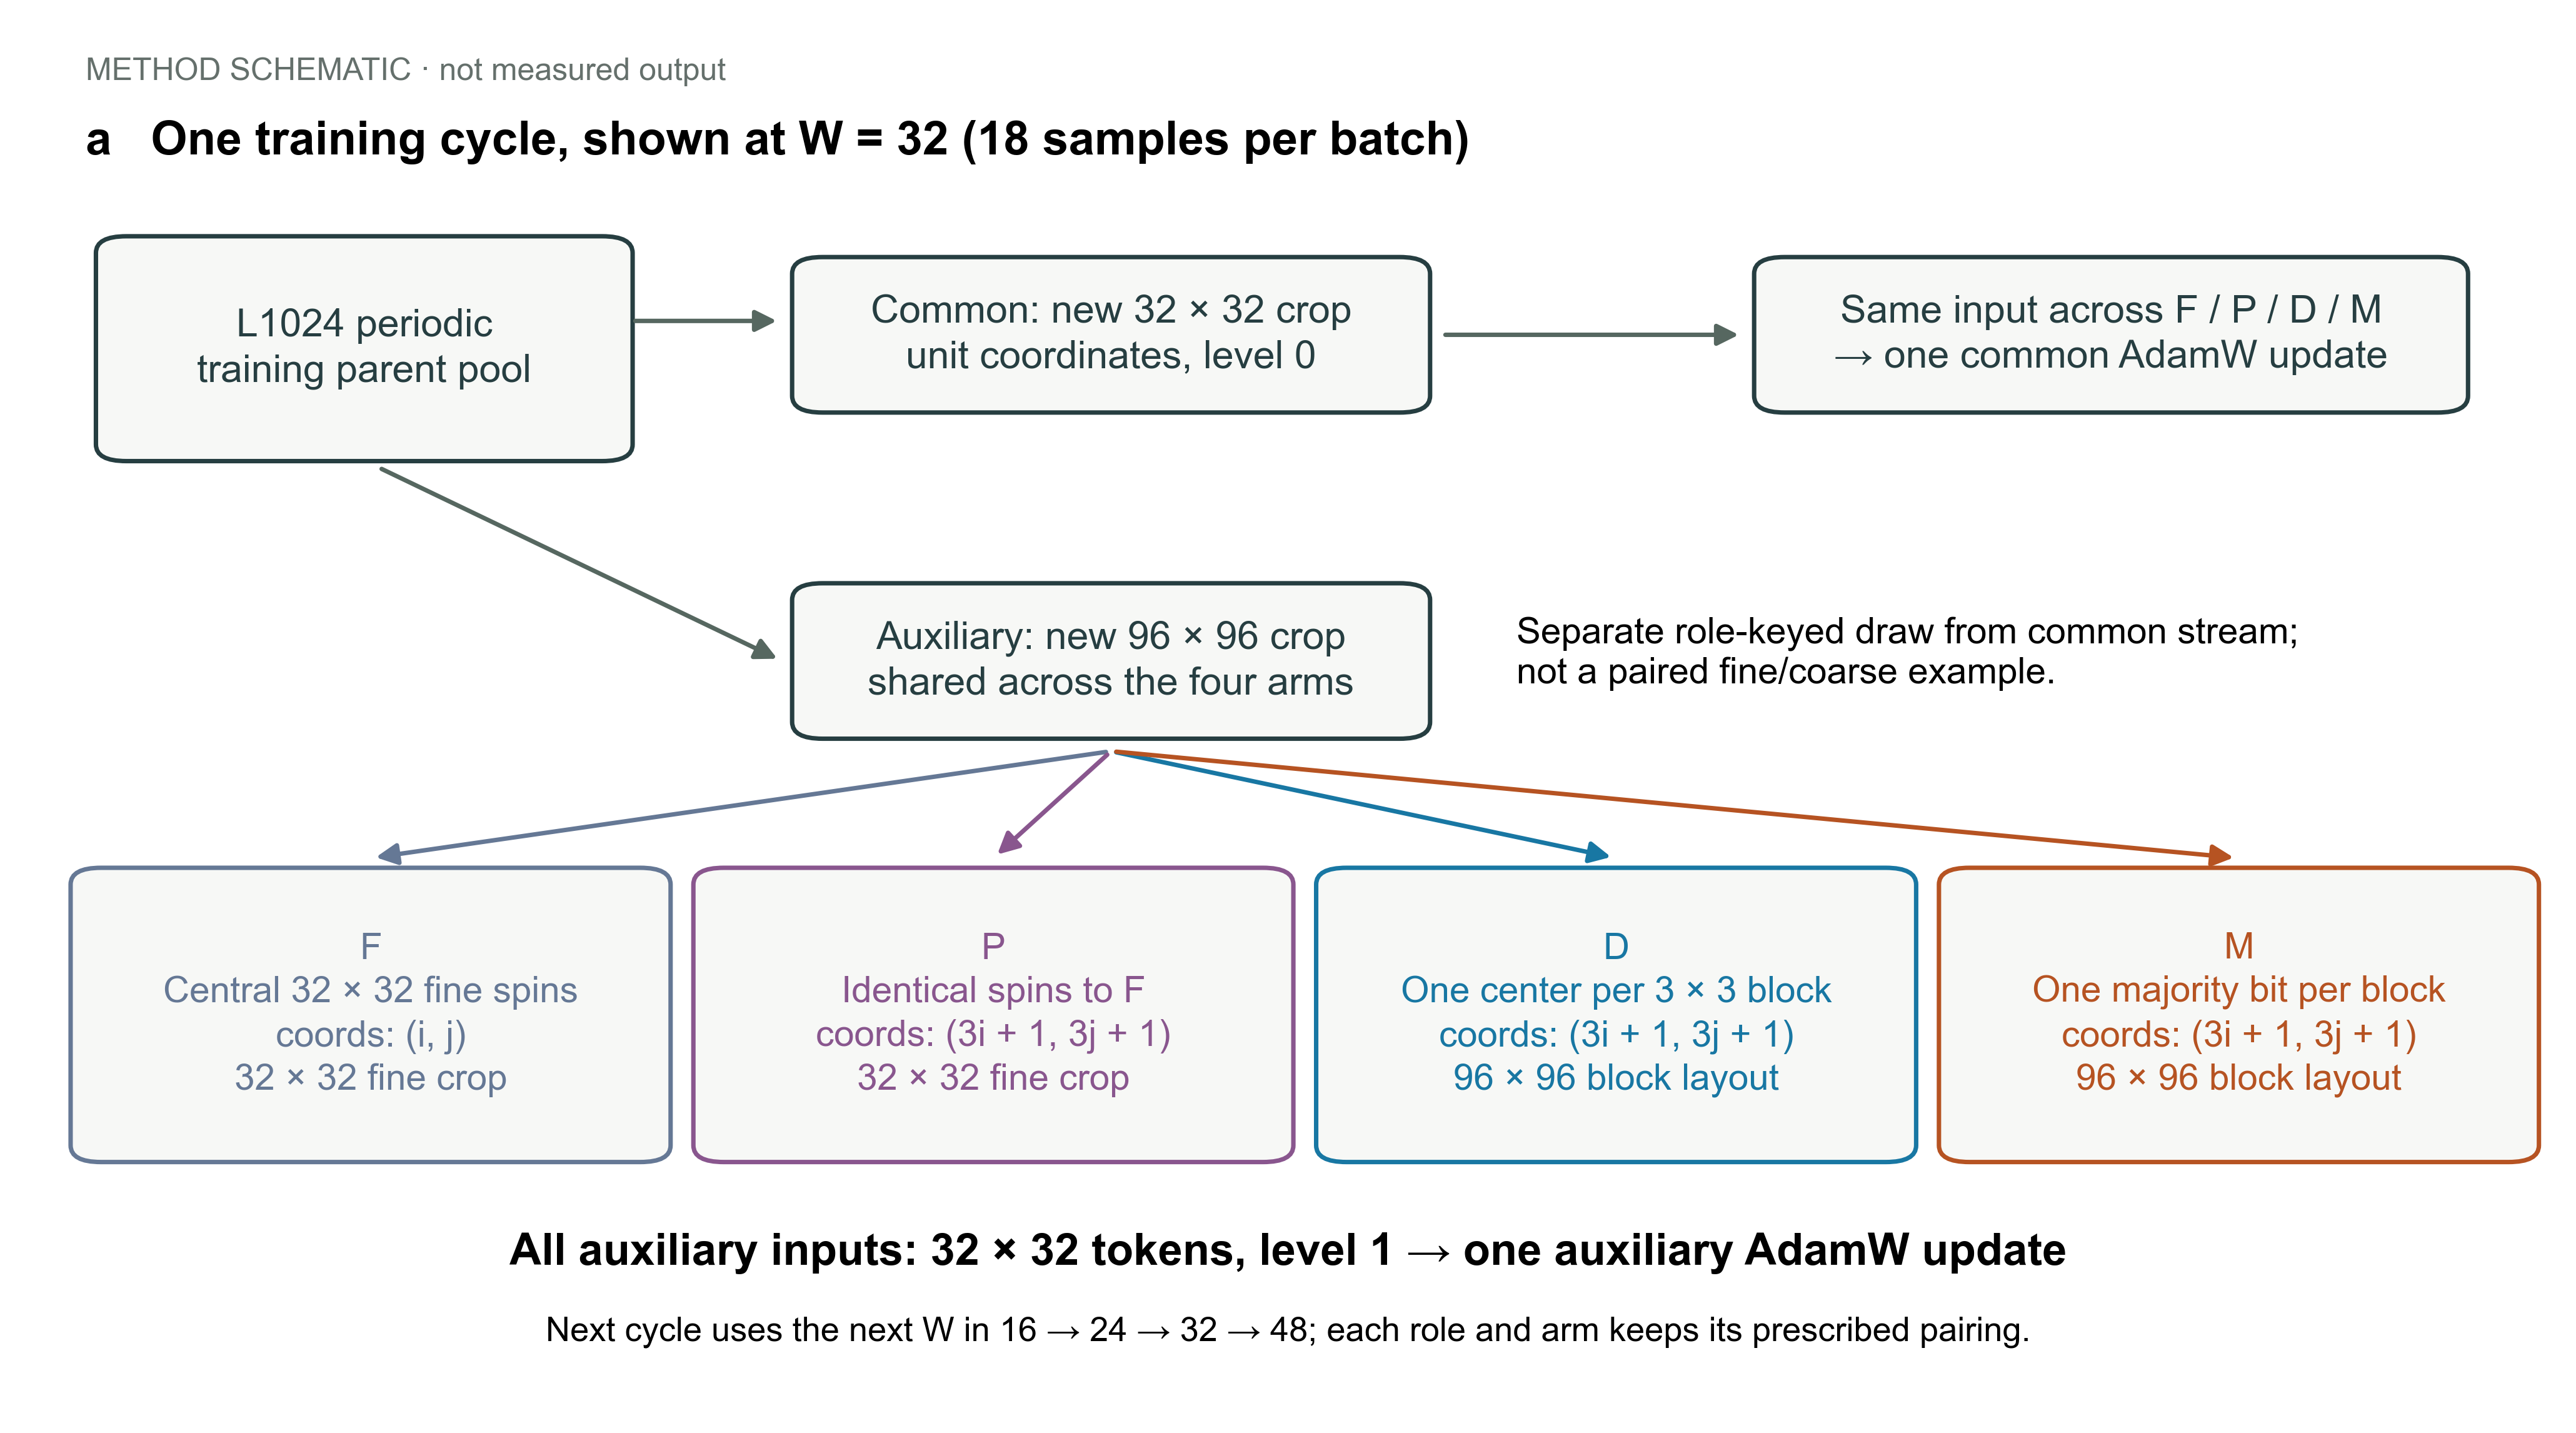 METHOD SCHEMATIC · not measured output
a One training cycle, shown at W = 32 (18 samples per batch)
L1024 periodic
training parent pool
Common: new 32 × 32 crop
unit coordinates, level 0
Same input across F / P / D / M
→ one common AdamW update
Auxiliary: new 96 × 96 crop
shared across the four arms
Separate role-keyed draw from common stream;
not a paired fine/coarse example.
F
Central 32 × 32 fine spins
coords: (i, j)
32 × 32 fine crop
P
Identical spins to F
coords: (3i + 1, 3j + 1)
32 × 32 fine crop
D
One center per 3 × 3 block
coords: (3i + 1, 3j + 1)
96 × 96 block layout
M
One majority bit per block
coords: (3i + 1, 3j + 1)
96 × 96 block layout
All auxiliary inputs: 32 × 32 tokens, level 1 → one auxiliary AdamW update
Next cycle uses the next W in 16 → 24 → 32 → 48; each role and arm keeps its prescribed pairing.